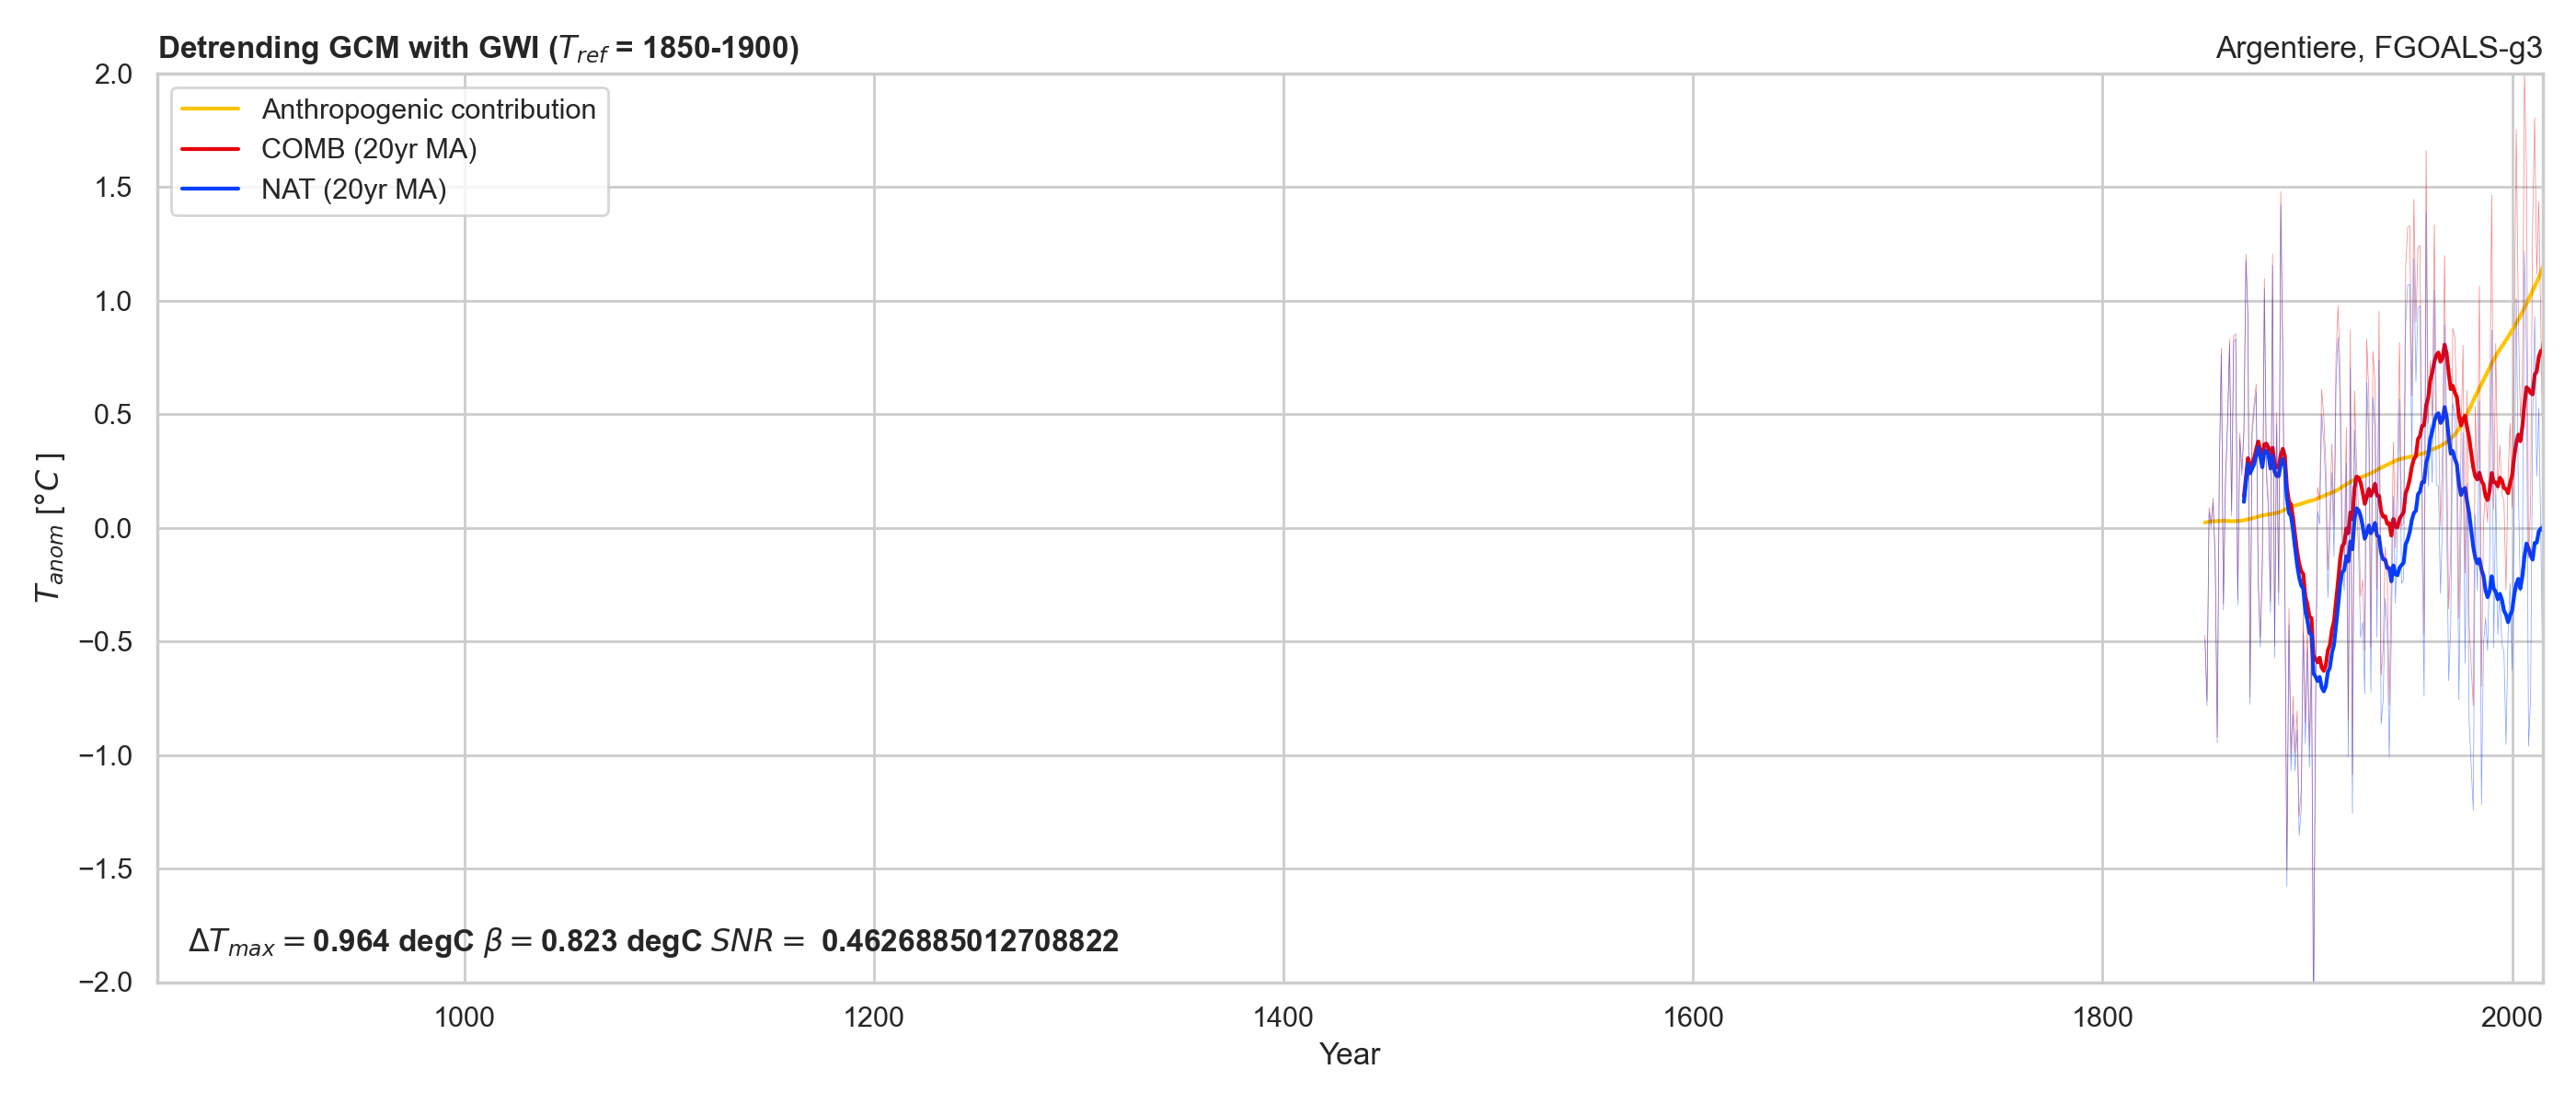 Detrending GCM with GWI (T_ref = 1850-1900)
Argentiere, FGOALS-g3
Anthropogenic contribution
COMB (20yr MA)
NAT (20yr MA)
2.0
1.5
1.0
0.5
0.0
−0.5
−1.0
−1.5
−2.0
T_anom [°C ]
ΔT_max = 0.964 degC β = 0.823 degC SNR = 0.4626885012708822
1000 1200 1400 1600 1800 2000
Year